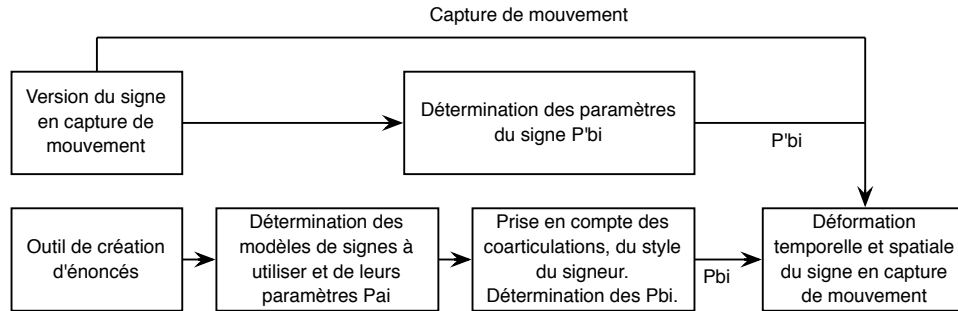 Capture de mouvement
Version du signe
en capture de
mouvement
Détermination des paramètres
du signe P'bi
P'bi
Outil de création
d'énoncés
Détermination des
modèles de signes à
utiliser et de leurs
paramètres Pai
Prise en compte des
coarticulations, du style
du signeur.
Détermination des Pbi.
Pbi
Déformation
temporelle et spatiale
du signe en capture
de mouvement